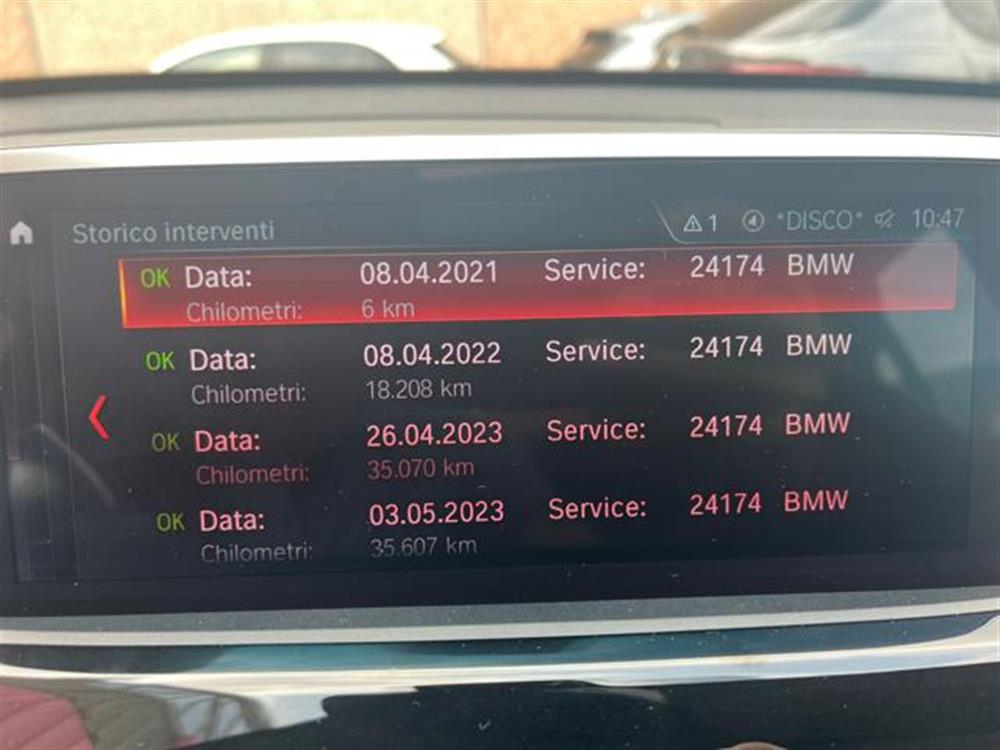 Storico interventi 1 *DISCO* 10:47
OK Data: 08.04.2021 Service: 24174 BMW
Chilometri: 6 km
OK Data: 08.04.2022 Service: 24174 BMW
Chilometri: 18.208 km
OK Data: 26.04.2023 Service: 24174 BMW
Chilometri: 35.070 km
OK Data: 03.05.2023 Service: 24174 BMW
Chilometri: 35.607 km